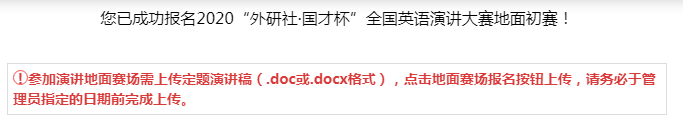 您已成功报名2020“外研社·国才杯”全国英语演讲大赛地面初赛！
①参加演讲地面赛场需上传定题演讲稿（.doc或.docx格式），点击地面赛场报名按钮上传，请务必于管
理员指定的日期前完成上传。